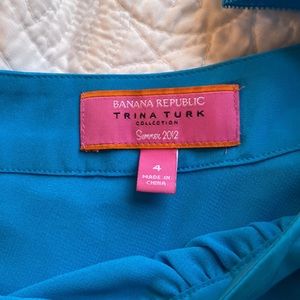 BANANA REPUBLIC
TRINA TURK
COLLECTION
Summer 2012
4
MADE IN
CHINA